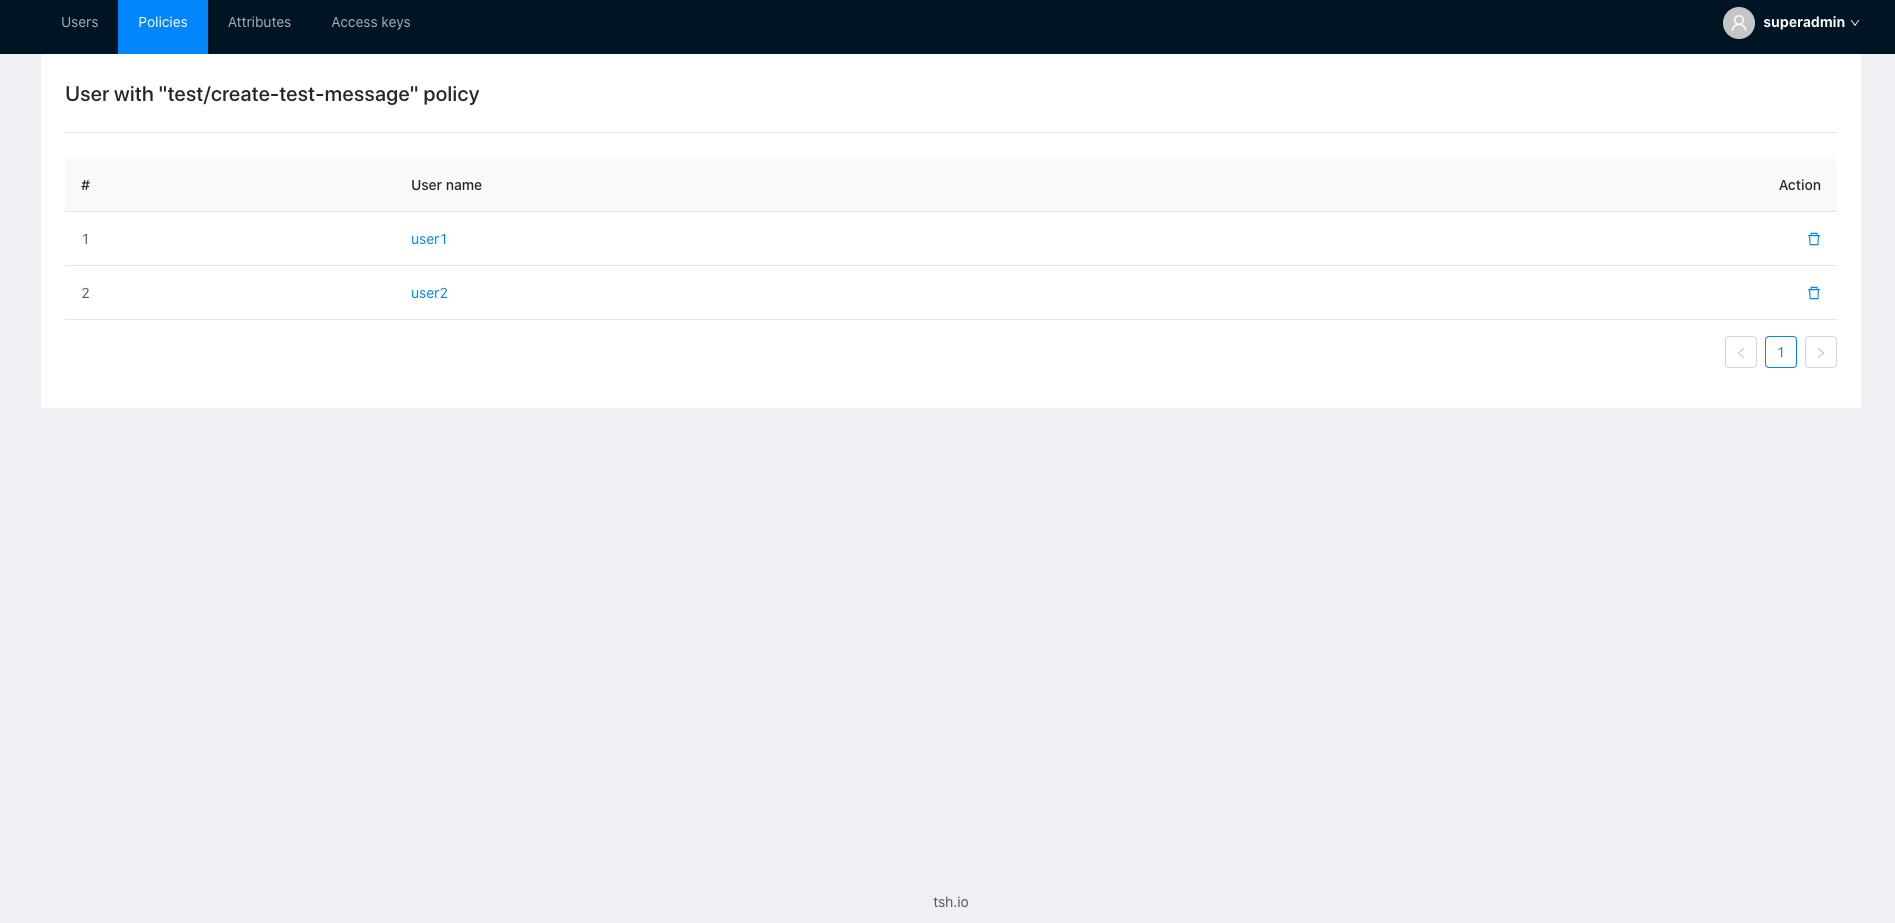 Users Policies Attributes Access keys superadmin
User with "test/create-test-message" policy
# User name Action
1 user1
2 user2
1
tsh.io